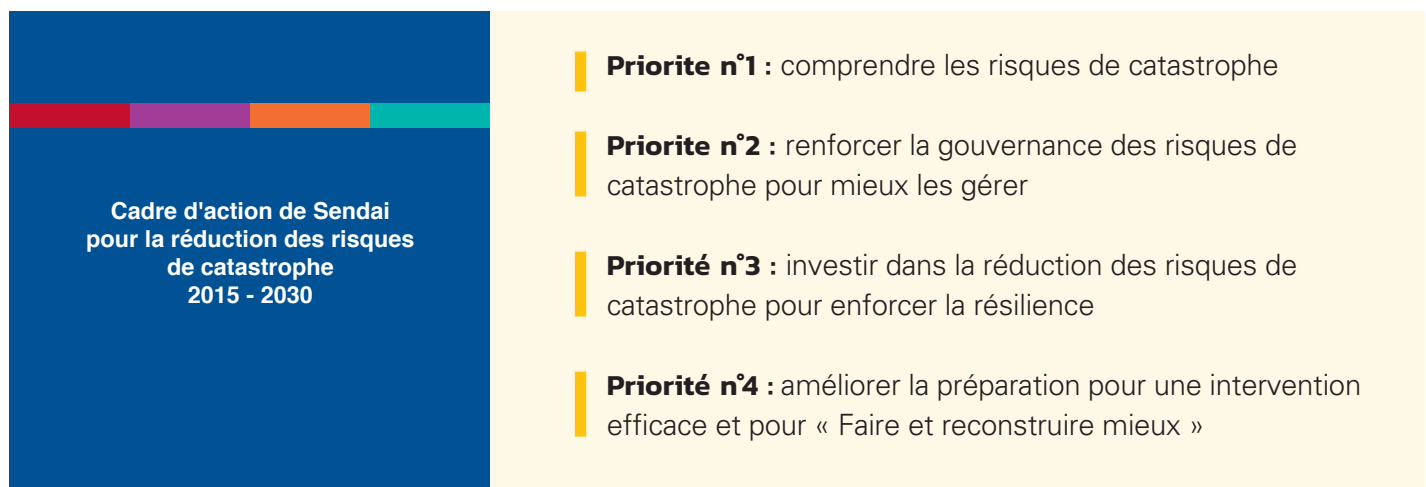 Cadre d'action de Sendai
pour la réduction des risques
de catastrophe
2015 - 2030
Priorite n°1 : comprendre les risques de catastrophe
Priorite n°2 : renforcer la gouvernance des risques de
catastrophe pour mieux les gérer
Priorité n°3 : investir dans la réduction des risques de
catastrophe pour enforcer la résilience
Priorité n°4 : améliorer la préparation pour une intervention
efficace et pour « Faire et reconstruire mieux »